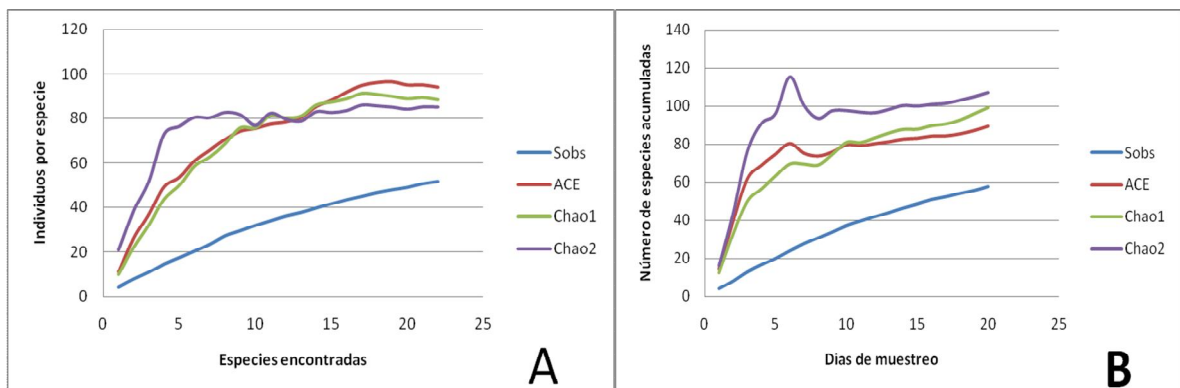 120
100
80
60
40
20
0
Individuos por especie
0 5 10 15 20 25
Especies encontradas
Sobs
ACE
Chao1
Chao2
A
140
120
100
80
60
40
20
0
Número de especies acumuladas
0 5 10 15 20 25
Dias de muestreo
Sobs
ACE
Chao1
Chao2
B